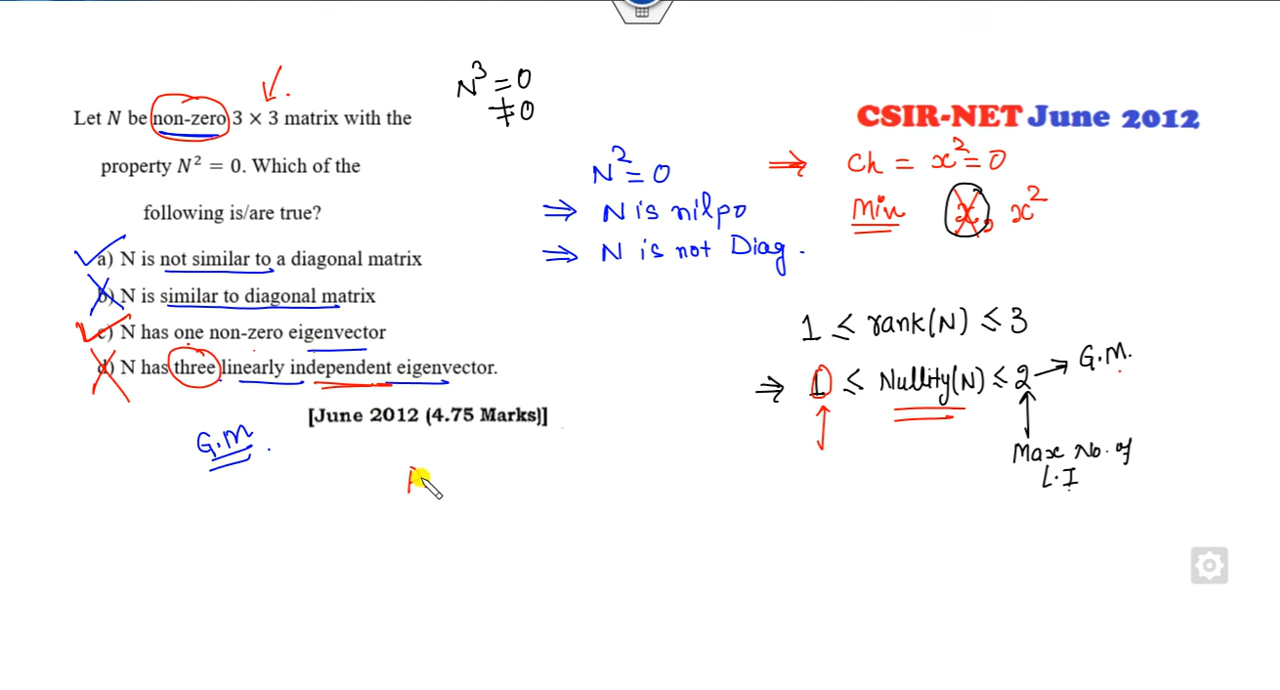 Let N be non-zero 3 × 3 matrix with the
property N² = 0. Which of the
following is/are true?
a) N is not similar to a diagonal matrix
b) N is similar to diagonal matrix
c) N has one non-zero eigenvector
d) N has three linearly independent eigenvector.
[June 2012 (4.75 Marks)]
G.M.
N³ = 0
≠ 0
N² = 0
⇒ N is nilpo
⇒ N is not Diag.
CSIR-NET June 2012
⇒ Ch = x² = 0
Min x, x²
1 ≤ rank(N) ≤ 3
⇒ 1 ≤ Nullity(N) ≤ 2 → G.M.
Max No. of
L.I